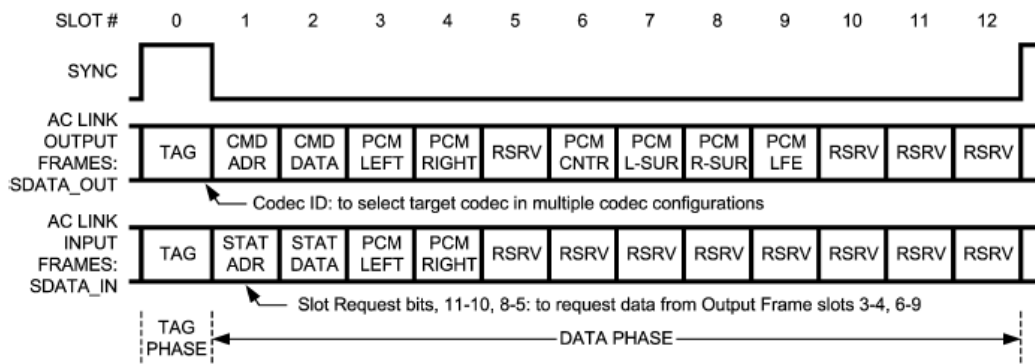 SLOT # 0 1 2 3 4 5 6 7 8 9 10 11 12
SYNC
AC LINK
OUTPUT
FRAMES:
SDATA_OUT
TAG
CMD ADR
CMD DATA
PCM LEFT
PCM RIGHT
RSRV
PCM CNTR
PCM L-SUR
PCM R-SUR
PCM LFE
RSRV
RSRV
RSRV
Codec ID: to select target codec in multiple codec configurations
AC LINK
INPUT
FRAMES:
SDATA_IN
TAG
STAT ADR
STAT DATA
PCM LEFT
PCM RIGHT
RSRV
RSRV
RSRV
RSRV
RSRV
RSRV
RSRV
RSRV
Slot Request bits, 11-10, 8-5: to request data from Output Frame slots 3-4, 6-9
TAG
PHASE
DATA PHASE